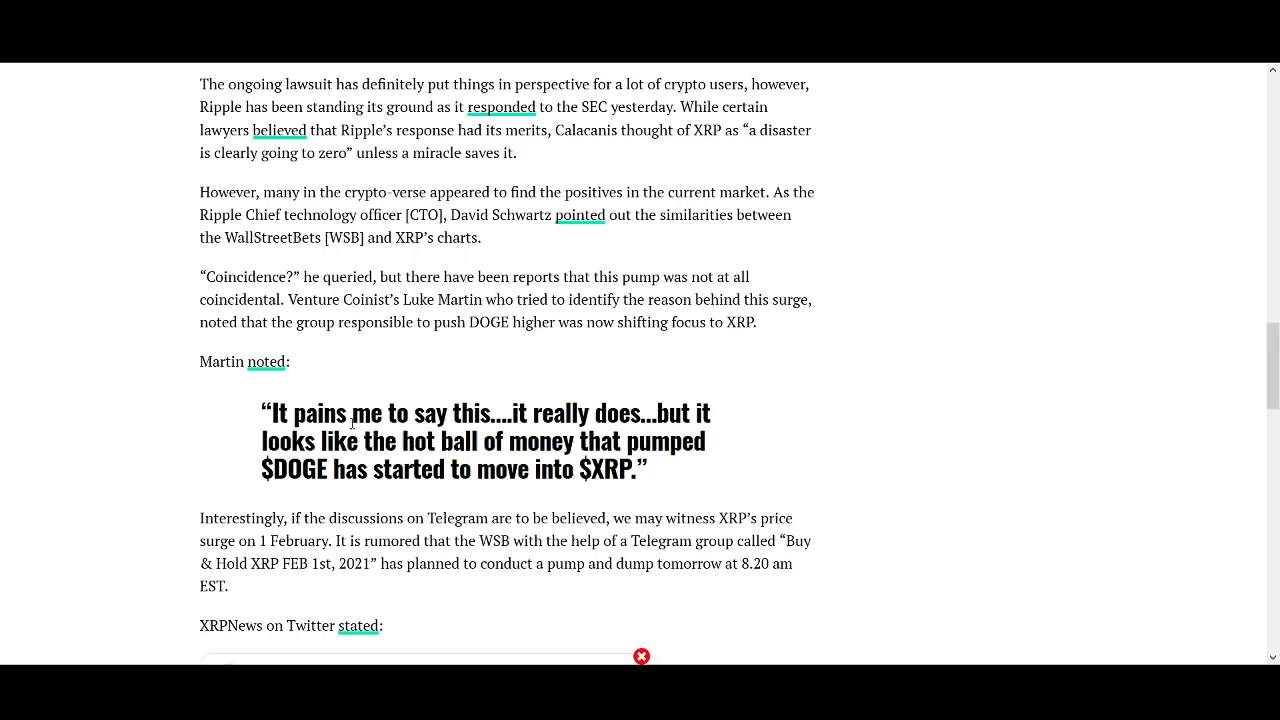 The ongoing lawsuit has definitely put things in perspective for a lot of crypto users, however,
Ripple has been standing its ground as it responded to the SEC yesterday. While certain
lawyers believed that Ripple’s response had its merits, Calacanis thought of XRP as “a disaster
is clearly going to zero” unless a miracle saves it.
However, many in the crypto-verse appeared to find the positives in the current market. As the
Ripple Chief technology officer [CTO], David Schwartz pointed out the similarities between
the WallStreetBets [WSB] and XRP’s charts.
“Coincidence?” he queried, but there have been reports that this pump was not at all
coincidental. Venture Coinist’s Luke Martin who tried to identify the reason behind this surge,
noted that the group responsible to push DOGE higher was now shifting focus to XRP.
Martin noted:
“It pains me to say this....it really does...but it
looks like the hot ball of money that pumped
$DOGE has started to move into $XRP.”
Interestingly, if the discussions on Telegram are to be believed, we may witness XRP’s price
surge on 1 February. It is rumored that the WSB with the help of a Telegram group called “Buy
& Hold XRP FEB 1st, 2021” has planned to conduct a pump and dump tomorrow at 8.20 am
EST.
XRPNews on Twitter stated: